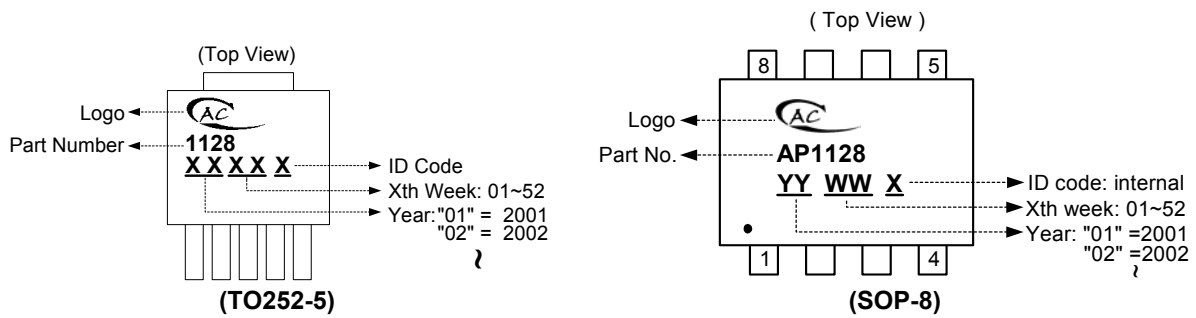 (Top View)
Logo
AC
Part Number
1128
X X X X X
ID Code
Xth Week: 01~52
Year:"01" = 2001
"02" = 2002
~
(TO252-5)
( Top View )
8
5
Logo
AC
Part No.
AP1128
YY WW X
ID code: internal
Xth week: 01~52
Year: "01" =2001
"02" =2002
~
1
4
(SOP-8)